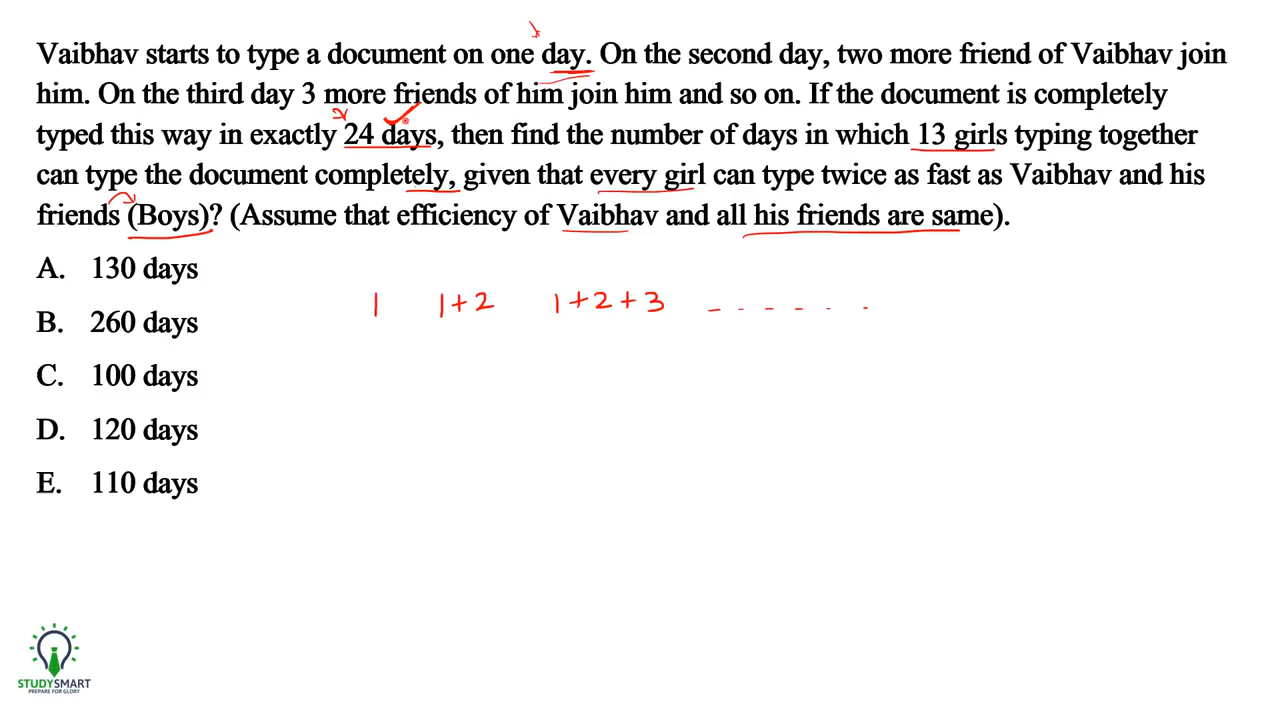 Vaibhav starts to type a document on one day. On the second day, two more friend of Vaibhav join
him. On the third day 3 more friends of him join him and so on. If the document is completely
typed this way in exactly 24 days, then find the number of days in which 13 girls typing together
can type the document completely, given that every girl can type twice as fast as Vaibhav and his
friends (Boys)? (Assume that efficiency of Vaibhav and all his friends are same).
A. 130 days
1 1+2 1+2+3 - - - - - -
B. 260 days
C. 100 days
D. 120 days
E. 110 days
STUDYSMART
PREPARE FOR GLORY